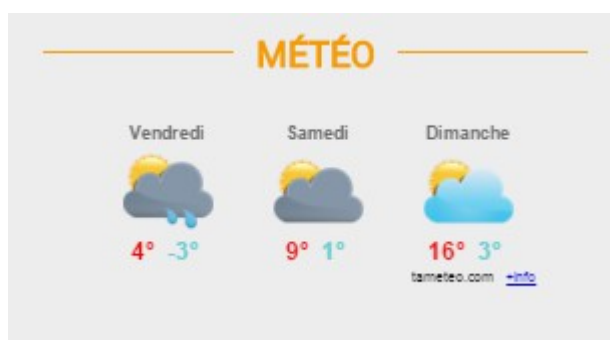 MÉTÉO
Vendredi Samedi Dimanche
4° -3° 9° 1° 16° 3°
tameteo.com +info